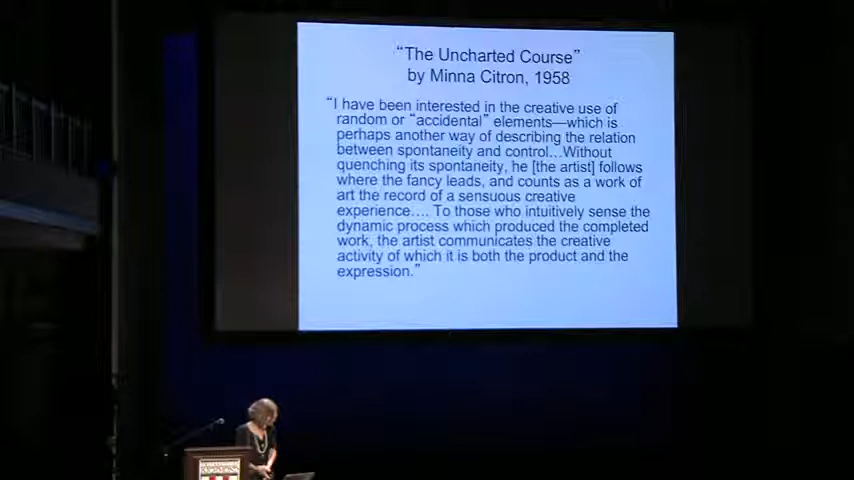 “The Uncharted Course”
by Minna Citron, 1958
“I have been interested in the creative use of
random or “accidental” elements—which is
perhaps another way of describing the relation
between spontaneity and control…Without
quenching its spontaneity, he [the artist] follows
where the fancy leads, and counts as a work of
art the record of a sensuous creative
experience…. To those who intuitively sense the
dynamic process which produced the completed
work, the artist communicates the creative
activity of which it is both the product and the
expression.”
RICHMOND